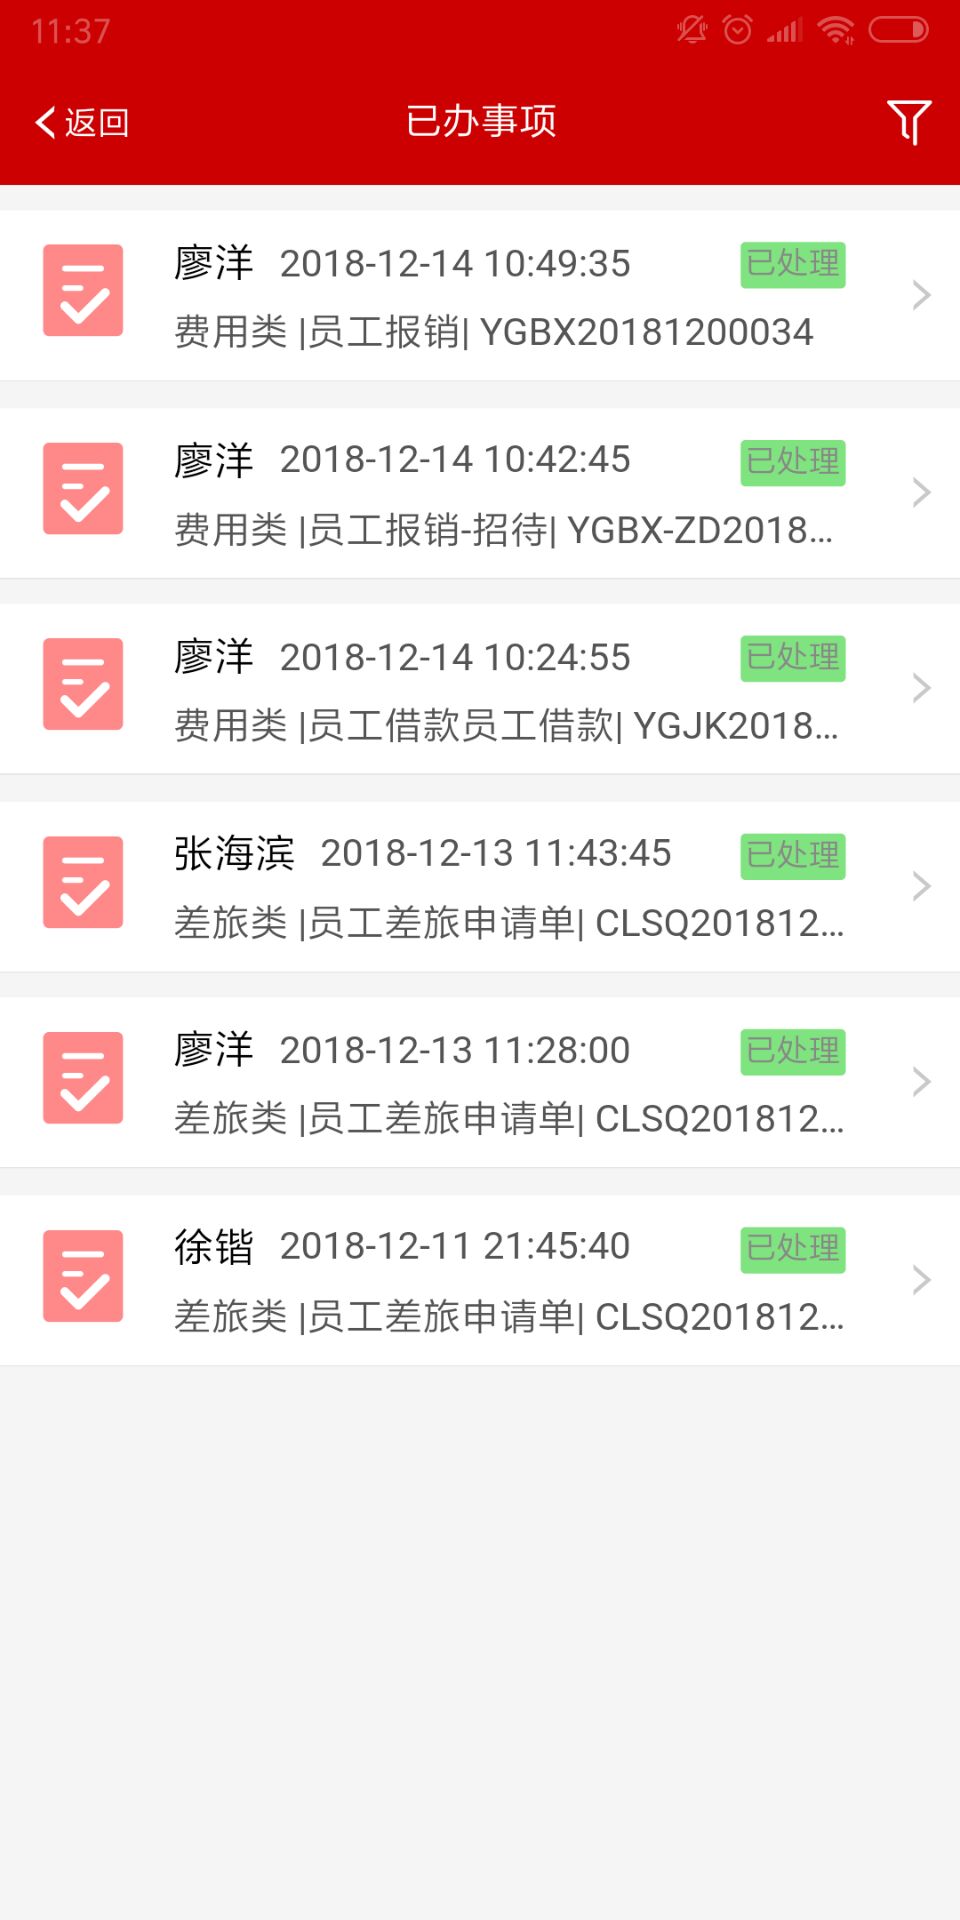 11:37
返回 已办事项
廖洋 2018-12-14 10:49:35 已处理
费用类 |员工报销| YGBX20181200034
廖洋 2018-12-14 10:42:45 已处理
费用类 |员工报销-招待| YGBX-ZD2018...
廖洋 2018-12-14 10:24:55 已处理
费用类 |员工借款员工借款| YGJK2018...
张海滨 2018-12-13 11:43:45 已处理
差旅类 |员工差旅申请单| CLSQ201812...
廖洋 2018-12-13 11:28:00 已处理
差旅类 |员工差旅申请单| CLSQ201812...
徐锴 2018-12-11 21:45:40 已处理
差旅类 |员工差旅申请单| CLSQ201812...